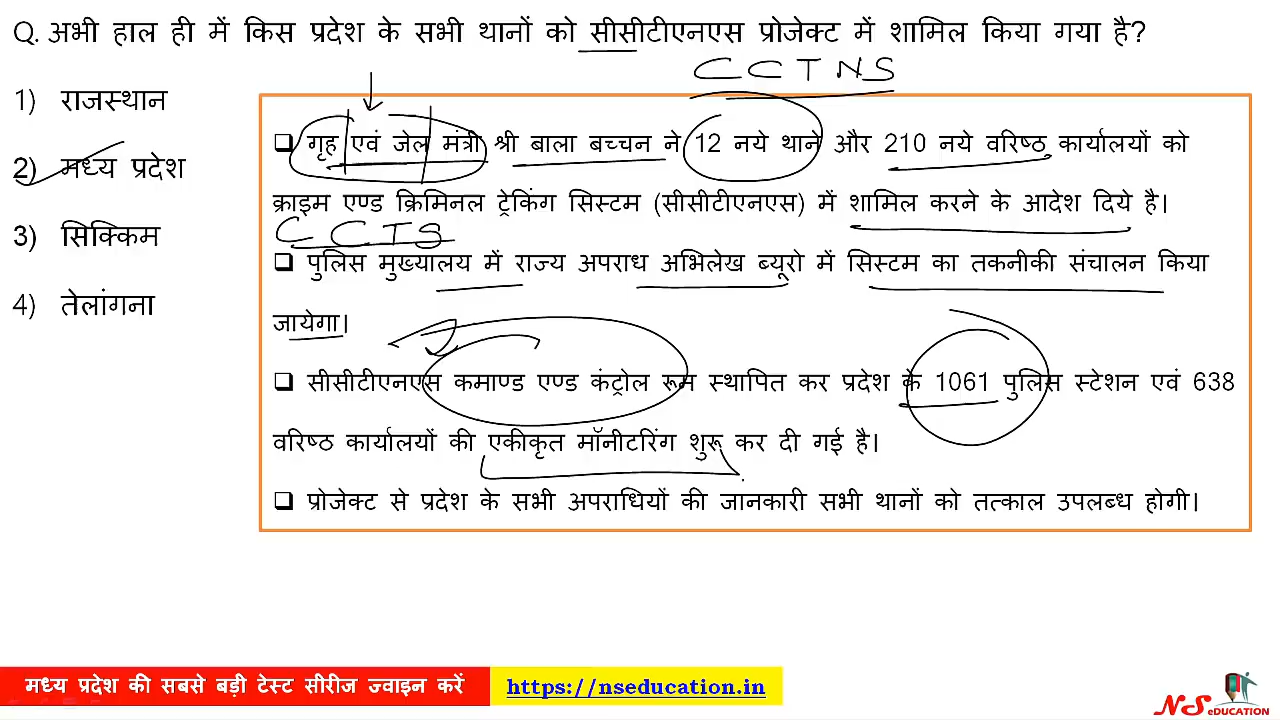 Q. अभी हाल ही में किस प्रदेश के सभी थानों को सीसीटीएनएस प्रोजेक्ट में शामिल किया गया है?
CCTNS
1) राजस्थान
2) मध्य प्रदेश
3) सिक्किम
4) तेलांगना
❑ गृह एवं जेल मंत्री श्री बाला बच्चन ने 12 नये थाने और 210 नये वरिष्ठ कार्यालयों को
क्राइम एण्ड क्रिमिनल ट्रेकिंग सिस्टम (सीसीटीएनएस) में शामिल करने के आदेश दिये है।
CCTS
❑ पुलिस मुख्यालय में राज्य अपराध अभिलेख ब्यूरो में सिस्टम का तकनीकी संचालन किया
जायेगा।
❑ सीसीटीएनएस कमाण्ड एण्ड कंट्रोल रूम स्थापित कर प्रदेश के 1061 पुलिस स्टेशन एवं 638
वरिष्ठ कार्यालयों की एकीकृत मॉनीटरिंग शुरू कर दी गई है।
❑ प्रोजेक्ट से प्रदेश के सभी अपराधियों की जानकारी सभी थानों को तत्काल उपलब्ध होगी।
मध्य प्रदेश की सबसे बड़ी टेस्ट सीरीज ज्वाइन करें
https://nseducation.in
NS eDUCATION